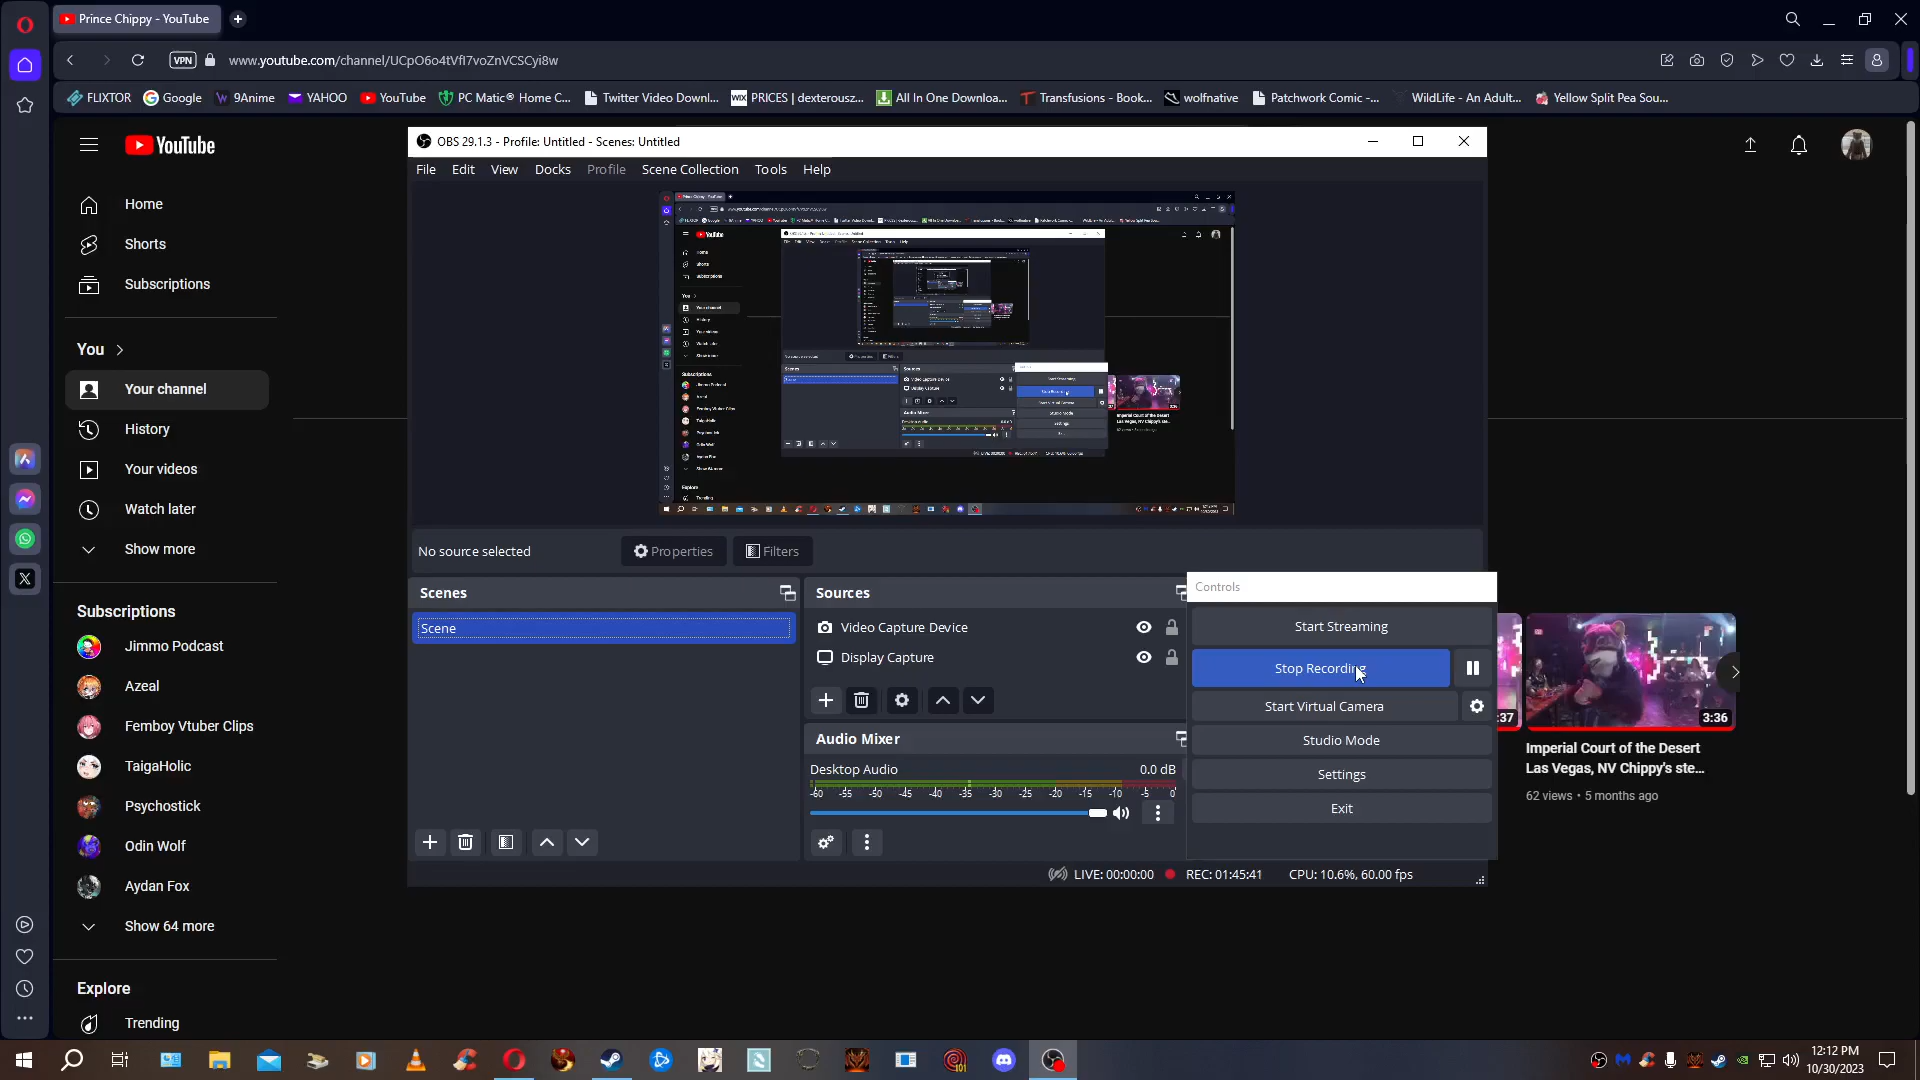 Prince Chippy - YouTube
VPN
www.youtube.com/channel/UCpO6o4tVfI7voZnVCSCyi8w
FLIXTOR
Google
9Anime
YAHOO
YouTube
PC Matic® Home C...
Twitter Video Downl...
WIX PRICES | dexterousz...
All In One Downloa...
Transfusions - Book...
wolfnative
Patchwork Comic -...
WildLife - An Adult...
Yellow Split Pea Sou...
YouTube
Home
Shorts
Subscriptions
You
Your channel
History
Your videos
Watch later
Show more
Subscriptions
Jimmo Podcast
Azeal
Femboy Vtuber Clips
TaigaHolic
Psychostick
Odin Wolf
Aydan Fox
Show 64 more
Explore
Trending
OBS 29.1.3 - Profile: Untitled - Scenes: Untitled
File Edit View Docks Profile Scene Collection Tools Help
No source selected
Properties
Filters
Scenes
Scene
Sources
Video Capture Device
Display Capture
Audio Mixer
Desktop Audio
0.0 dB
-60 -55 -50 -45 -40 -35 -30 -25 -20 -15 -10 -5 0
Controls
Start Streaming
Stop Recording
Start Virtual Camera
Studio Mode
Settings
Exit
LIVE: 00:00:00
REC: 01:45:41
CPU: 10.6%, 60.00 fps
:37
3:36
Imperial Court of the Desert
Las Vegas, NV Chippy's ste...
62 views • 5 months ago
12:12 PM
10/30/2023